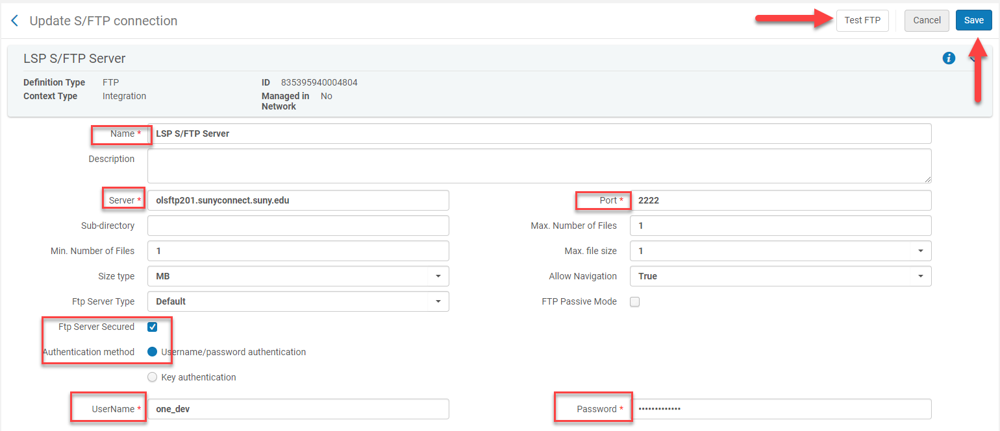 Update S/FTP connection
Test FTP
Cancel
Save
LSP S/FTP Server
Definition Type FTP
ID 835395940004804
Context Type Integration
Managed in Network No
Name * LSP S/FTP Server
Description
Server * olsftp201.sunyconnect.suny.edu
Port * 2222
Sub-directory
Max. Number of Files 1
Min. Number of Files 1
Max. file size 1
Size type MB
Allow Navigation True
Ftp Server Type Default
FTP Passive Mode
Ftp Server Secured
Authentication method Username/password authentication
Key authentication
UserName * one_dev
Password * •••••••••••••